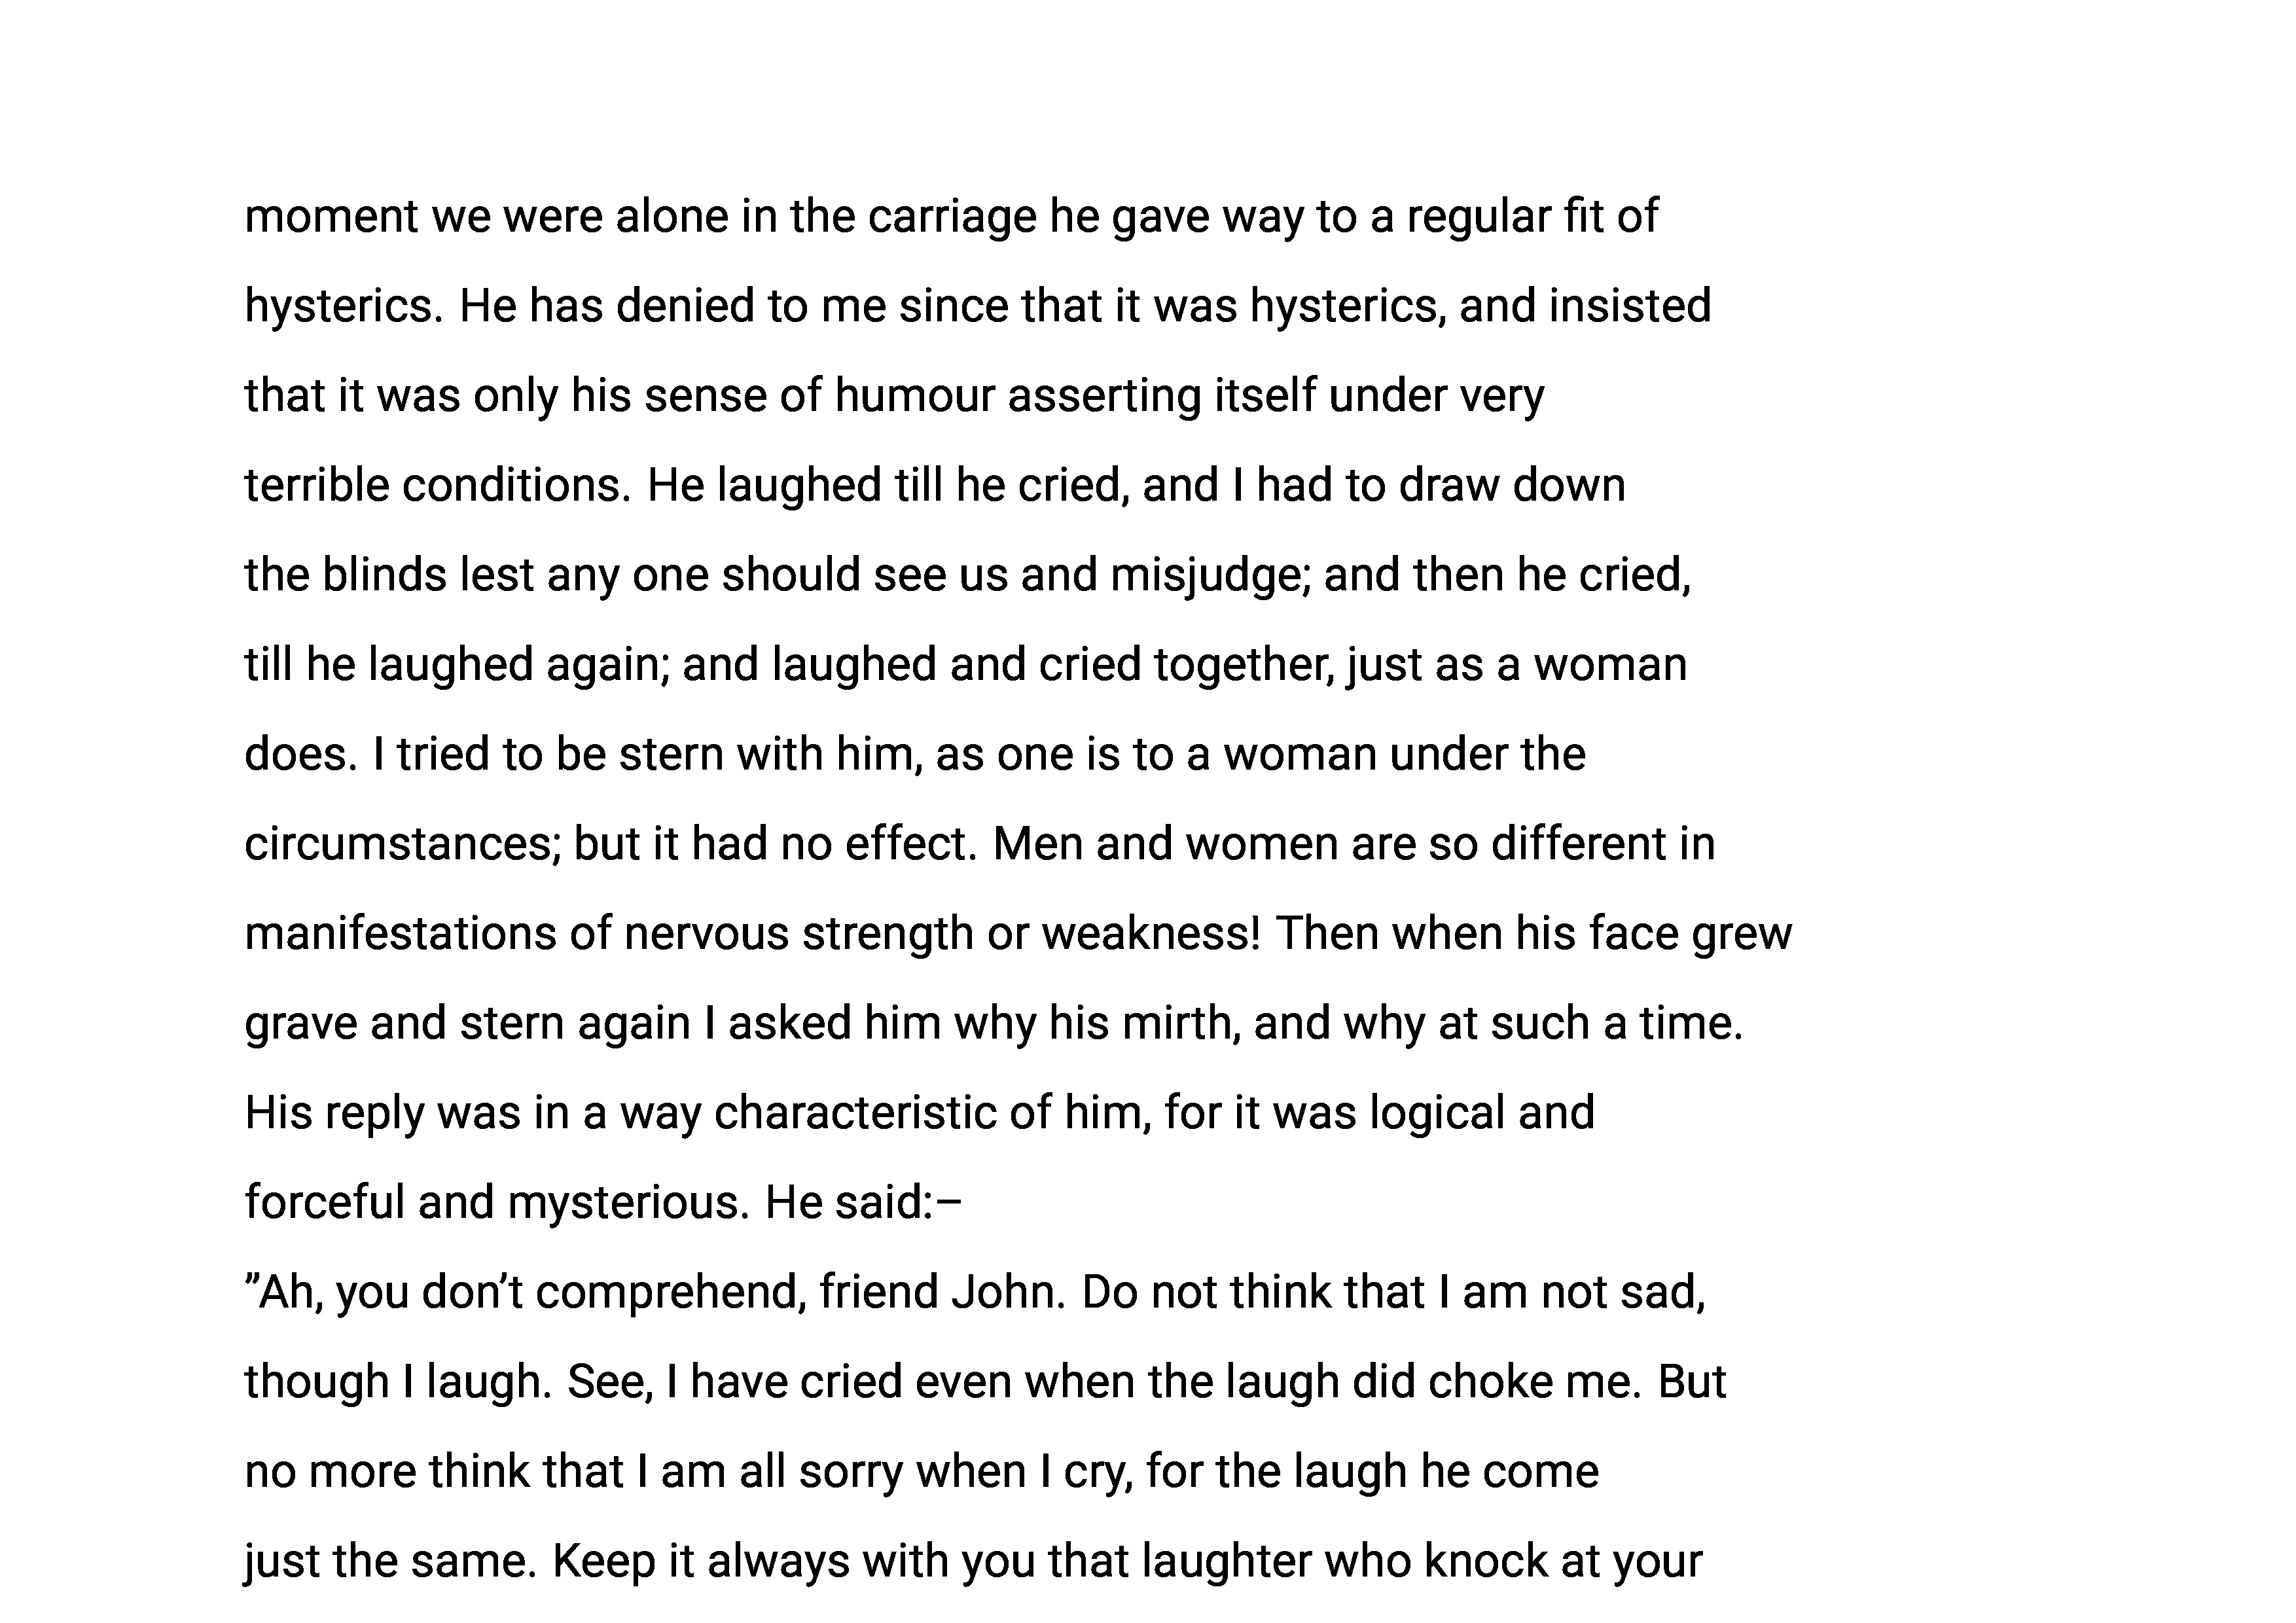 moment we were alone in the carriage he gave way to a regular fit of
hysterics. He has denied to me since that it was hysterics, and insisted
that it was only his sense of humour asserting itself under very
terrible conditions. He laughed till he cried, and I had to draw down
the blinds lest any one should see us and misjudge; and then he cried,
till he laughed again; and laughed and cried together, just as a woman
does. I tried to be stern with him, as one is to a woman under the
circumstances; but it had no effect. Men and women are so different in
manifestations of nervous strength or weakness! Then when his face grew
grave and stern again I asked him why his mirth, and why at such a time.
His reply was in a way characteristic of him, for it was logical and
forceful and mysterious. He said:–
”Ah, you don’t comprehend, friend John. Do not think that I am not sad,
though I laugh. See, I have cried even when the laugh did choke me. But
no more think that I am all sorry when I cry, for the laugh he come
just the same. Keep it always with you that laughter who knock at your